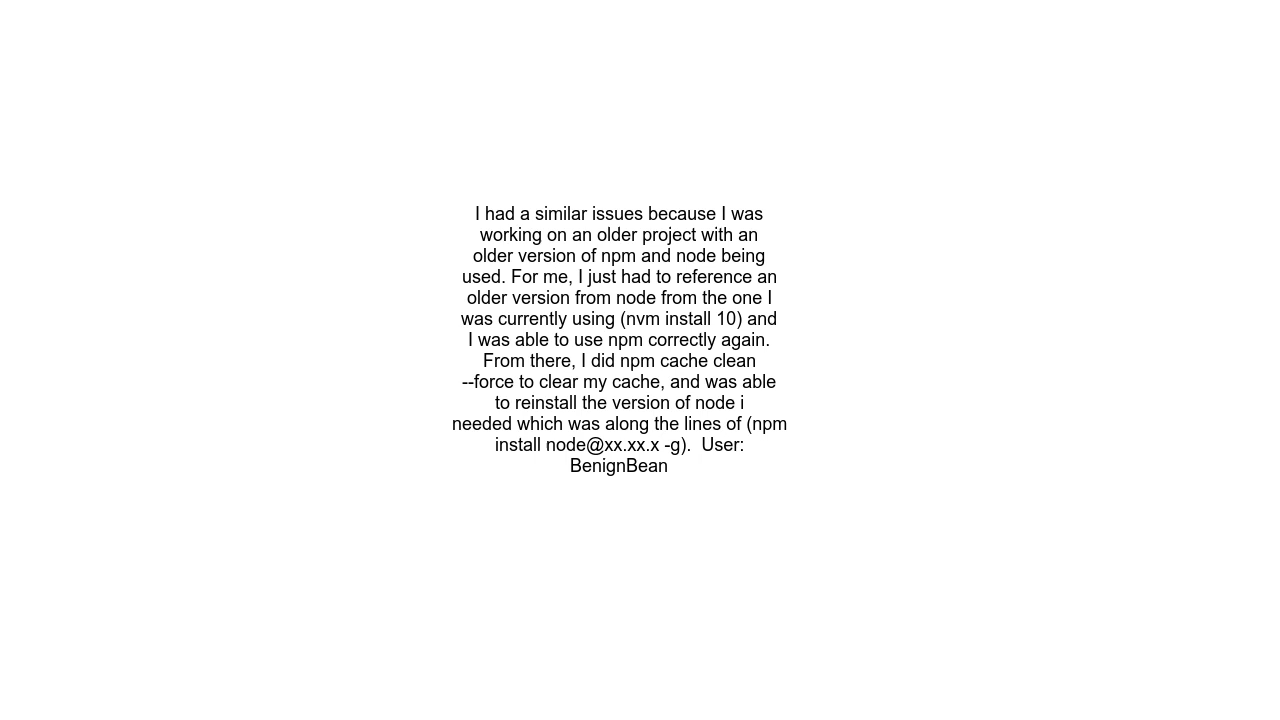 I had a similar issues because I was
working on an older project with an
older version of npm and node being
used. For me, I just had to reference an
older version from node from the one I
was currently using (nvm install 10) and
I was able to use npm correctly again.
From there, I did npm cache clean
--force to clear my cache, and was able
to reinstall the version of node i
needed which was along the lines of (npm
install node@xx.xx.x -g).  User:
BenignBean